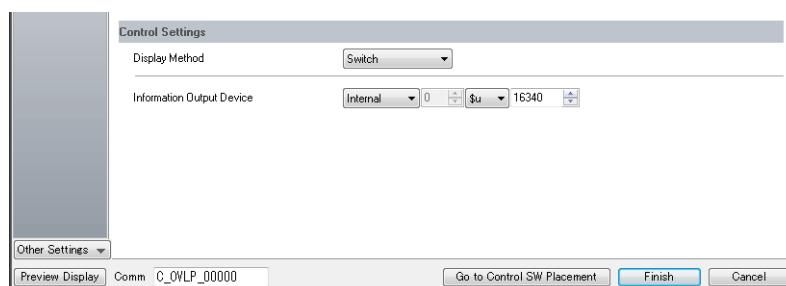 Control Settings
Display Method Switch
Information Output Device Internal 0 $u 16340
Other Settings
Preview Display Comm C_OVLP_00000 Go to Control SW Placement Finish Cancel